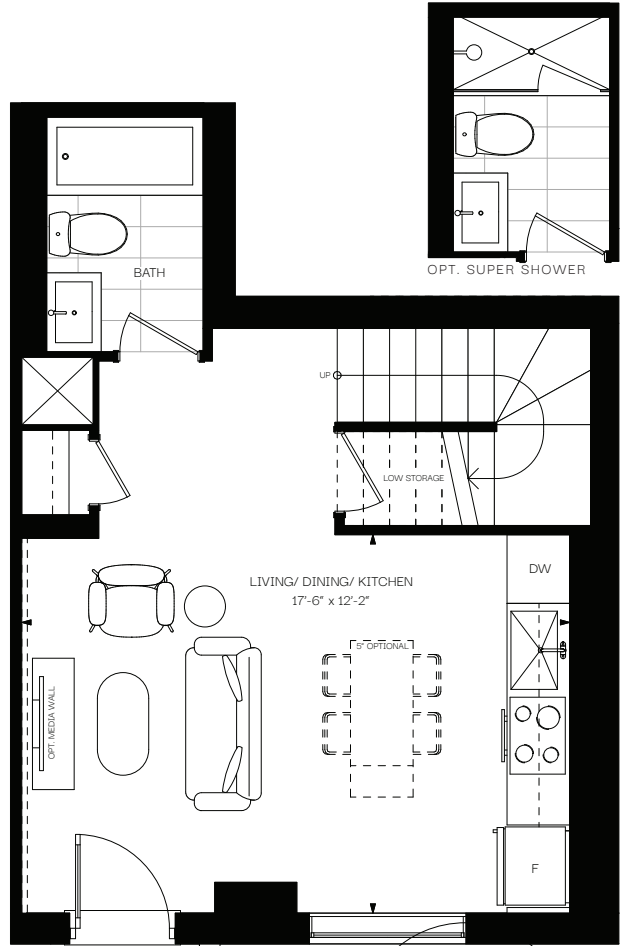 OPT. SUPER SHOWER
BATH
UP
LOW STORAGE
LIVING/ DINING/ KITCHEN
17'-6" x 12'-2"
DW
5" OPTIONAL
OPT. MEDIA WALL
F